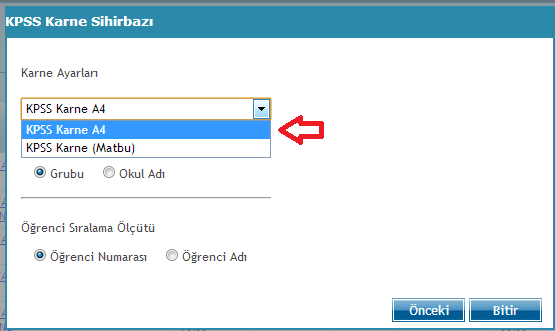 KPSS Karne Sihirbazı
Karne Ayarları
KPSS Karne A4
KPSS Karne A4
KPSS Karne (Matbu)
Grubu Okul Adı
Öğrenci Sıralama Ölçütü
Öğrenci Numarası Öğrenci Adı
Önceki Bitir